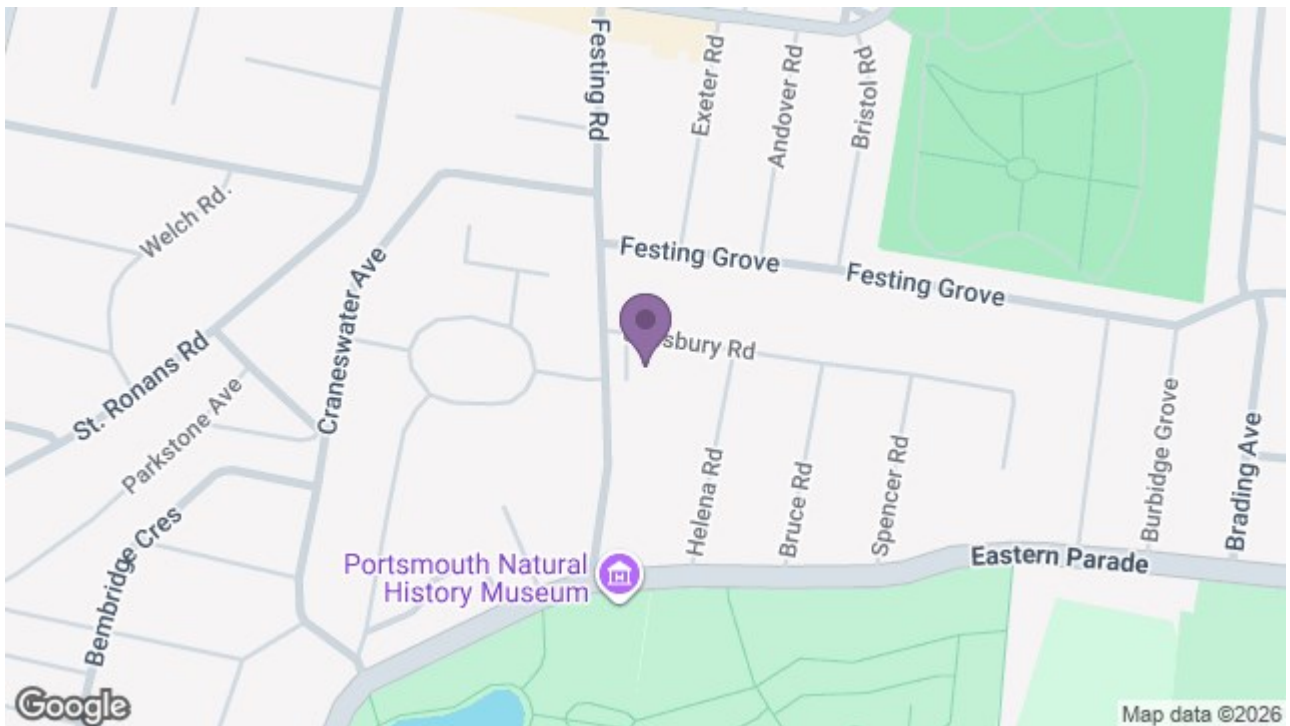 Festing Rd
Exeter Rd
Andover Rd
Bristol Rd
Welch Rd.
Craneswater Ave
Festing Grove
Festing Grove
St. Ronans Rd
sbury Rd
Parkstone Ave
Bembridge Cres
Helena Rd
Bruce Rd
Spencer Rd
Burbidge Grove
Brading Ave
Eastern Parade
Portsmouth Natural
History Museum
Google
Map data ©2026